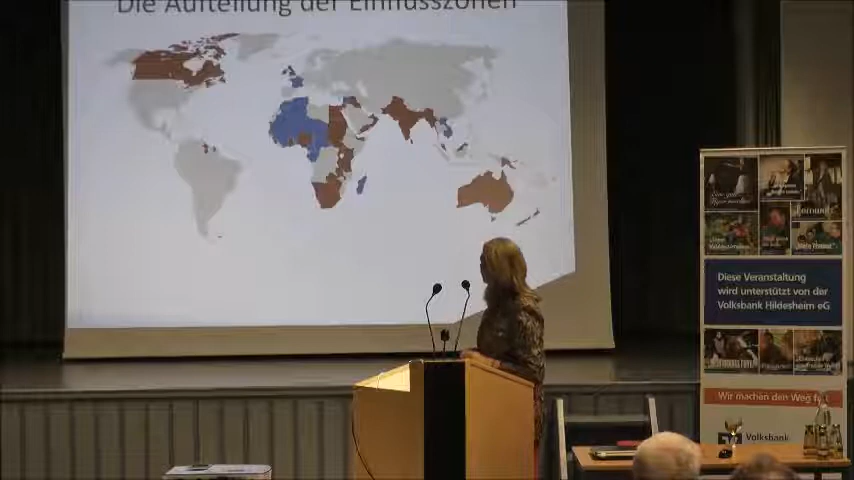 Die Aufteilung der Einflusszonen
Diese Veranstaltung
wird unterstützt von der
Volksbank Hildesheim eG
Wir machen den Weg frei
Volksbank